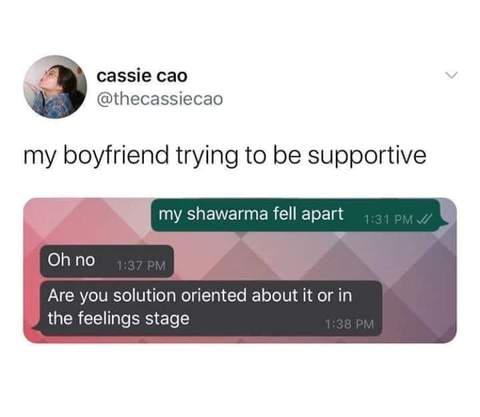 cassie cao
@thecassiecao
my boyfriend trying to be supportive
my shawarma fell apart 1:31 PM
Oh no 1:37 PM
Are you solution oriented about it or in
the feelings stage 1:38 PM